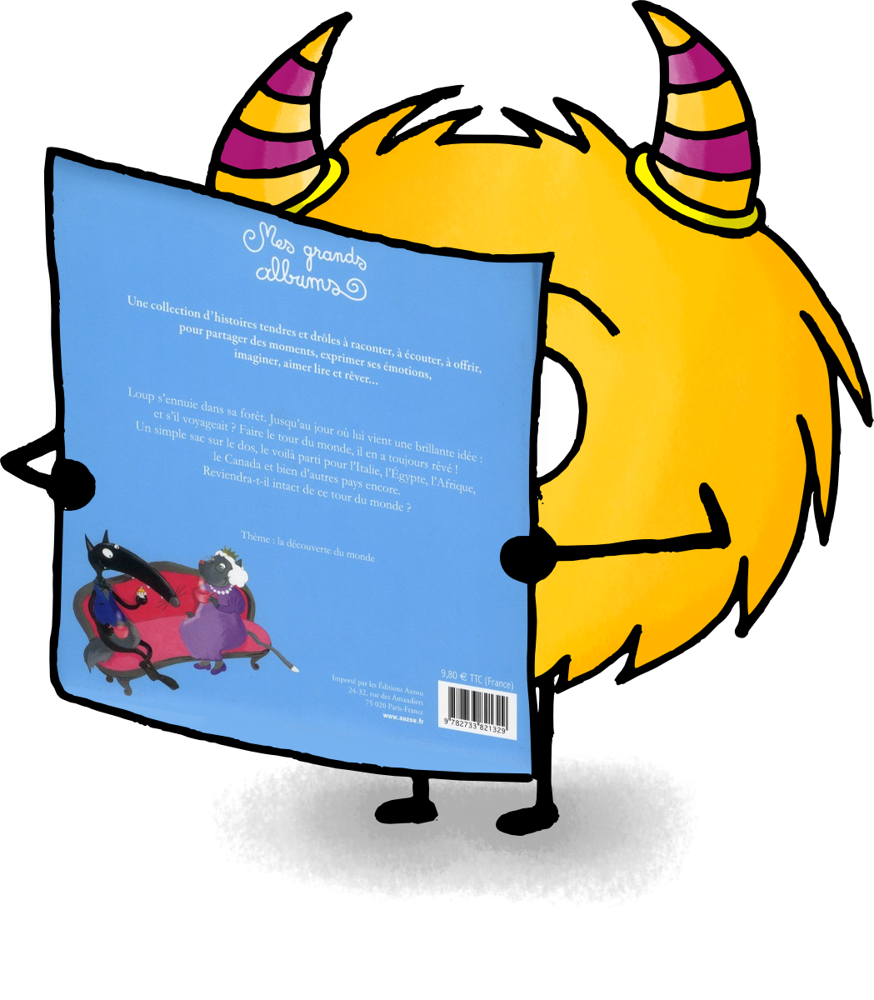 Mes grands
albums
Une collection d'histoires tendres et drôles à raconter, à écouter, à offrir,
pour partager des moments, exprimer ses émotions,
imaginer, aimer lire et rêver...
Loup s'ennuie dans sa forêt. Jusqu'au jour où lui vient une brillante idée :
et s'il voyageait ? Faire le tour du monde, il en a toujours rêvé !
Un simple sac sur le dos, le voilà parti pour l'Italie, l'Égypte, l'Afrique,
le Canada et bien d'autres pays encore.
Reviendra-t-il intact de ce tour du monde ?
Thème : la découverte du monde
Importé par les Éditions Auzou
24-32, rue des Amandiers
75 020 Paris-France
www.auzou.fr
9,80 € TTC (France)
9 782733 821329